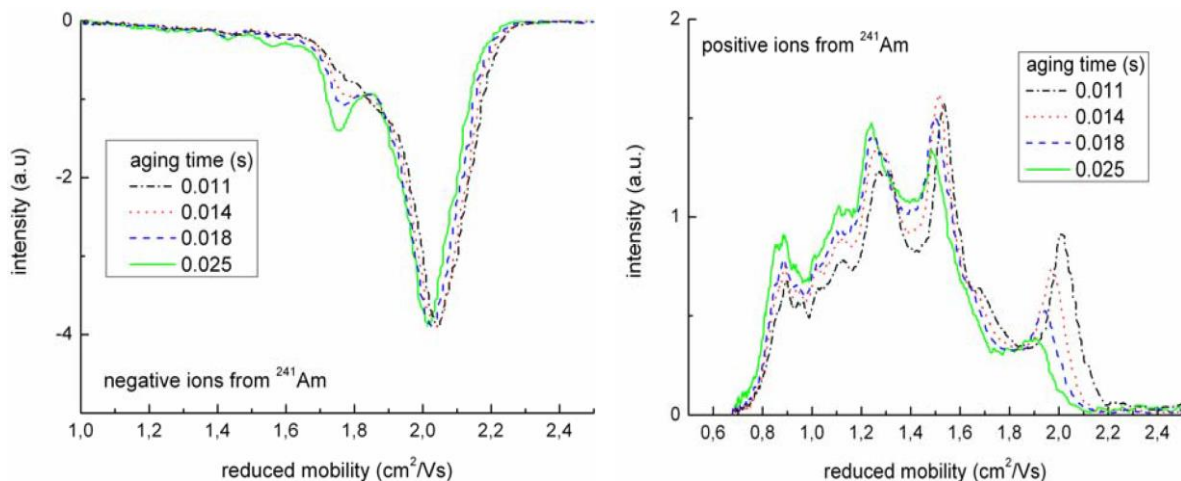 0
-2
-4
intensity (a.u)
aging time (s)
0.011
0.014
0.018
0.025
negative ions from ²⁴¹Am
1,0 1,2 1,4 1,6 1,8 2,0 2,2 2,4
reduced mobility (cm²/Vs)
2
1
0
intensity (a.u.)
positive ions from ²⁴¹Am
aging time (s)
0.011
0.014
0.018
0.025
0,6 0,8 1,0 1,2 1,4 1,6 1,8 2,0 2,2 2,4
reduced mobility (cm²/Vs)